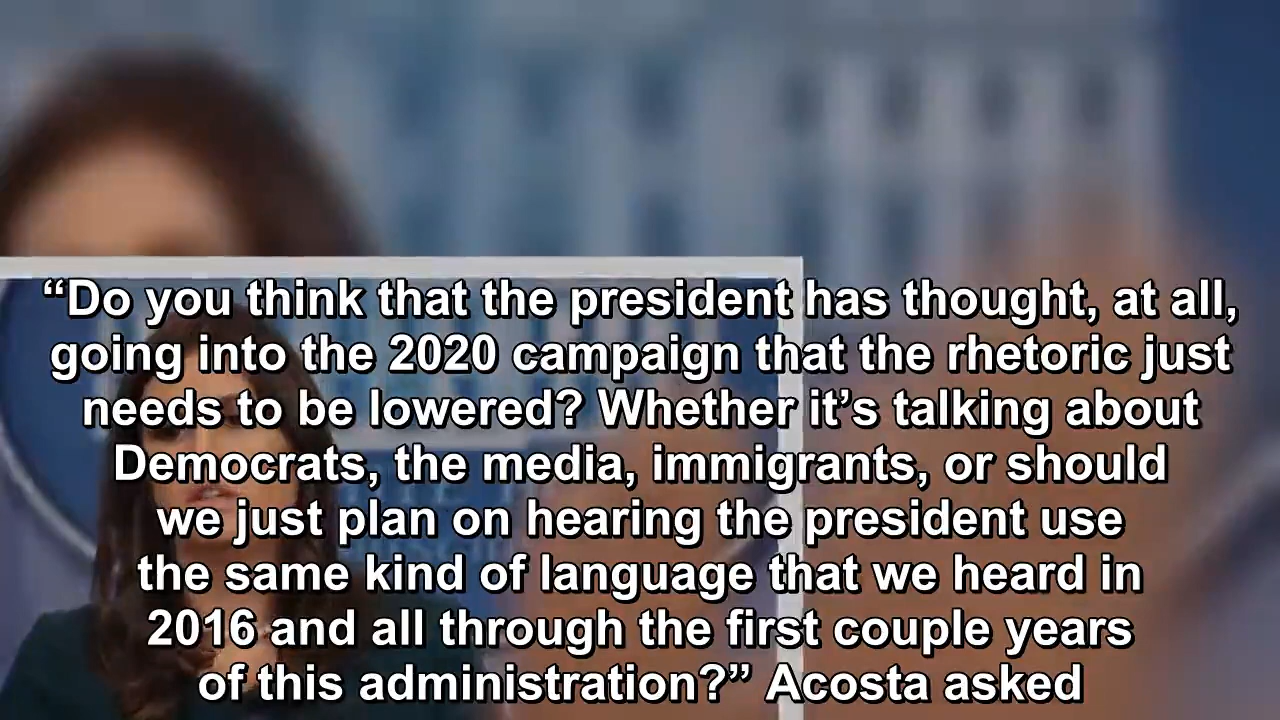 “Do you think that the president has thought, at all,
going into the 2020 campaign that the rhetoric just
needs to be lowered? Whether it’s talking about
Democrats, the media, immigrants, or should
we just plan on hearing the president use
the same kind of language that we heard in
2016 and all through the first couple years
of this administration?” Acosta asked